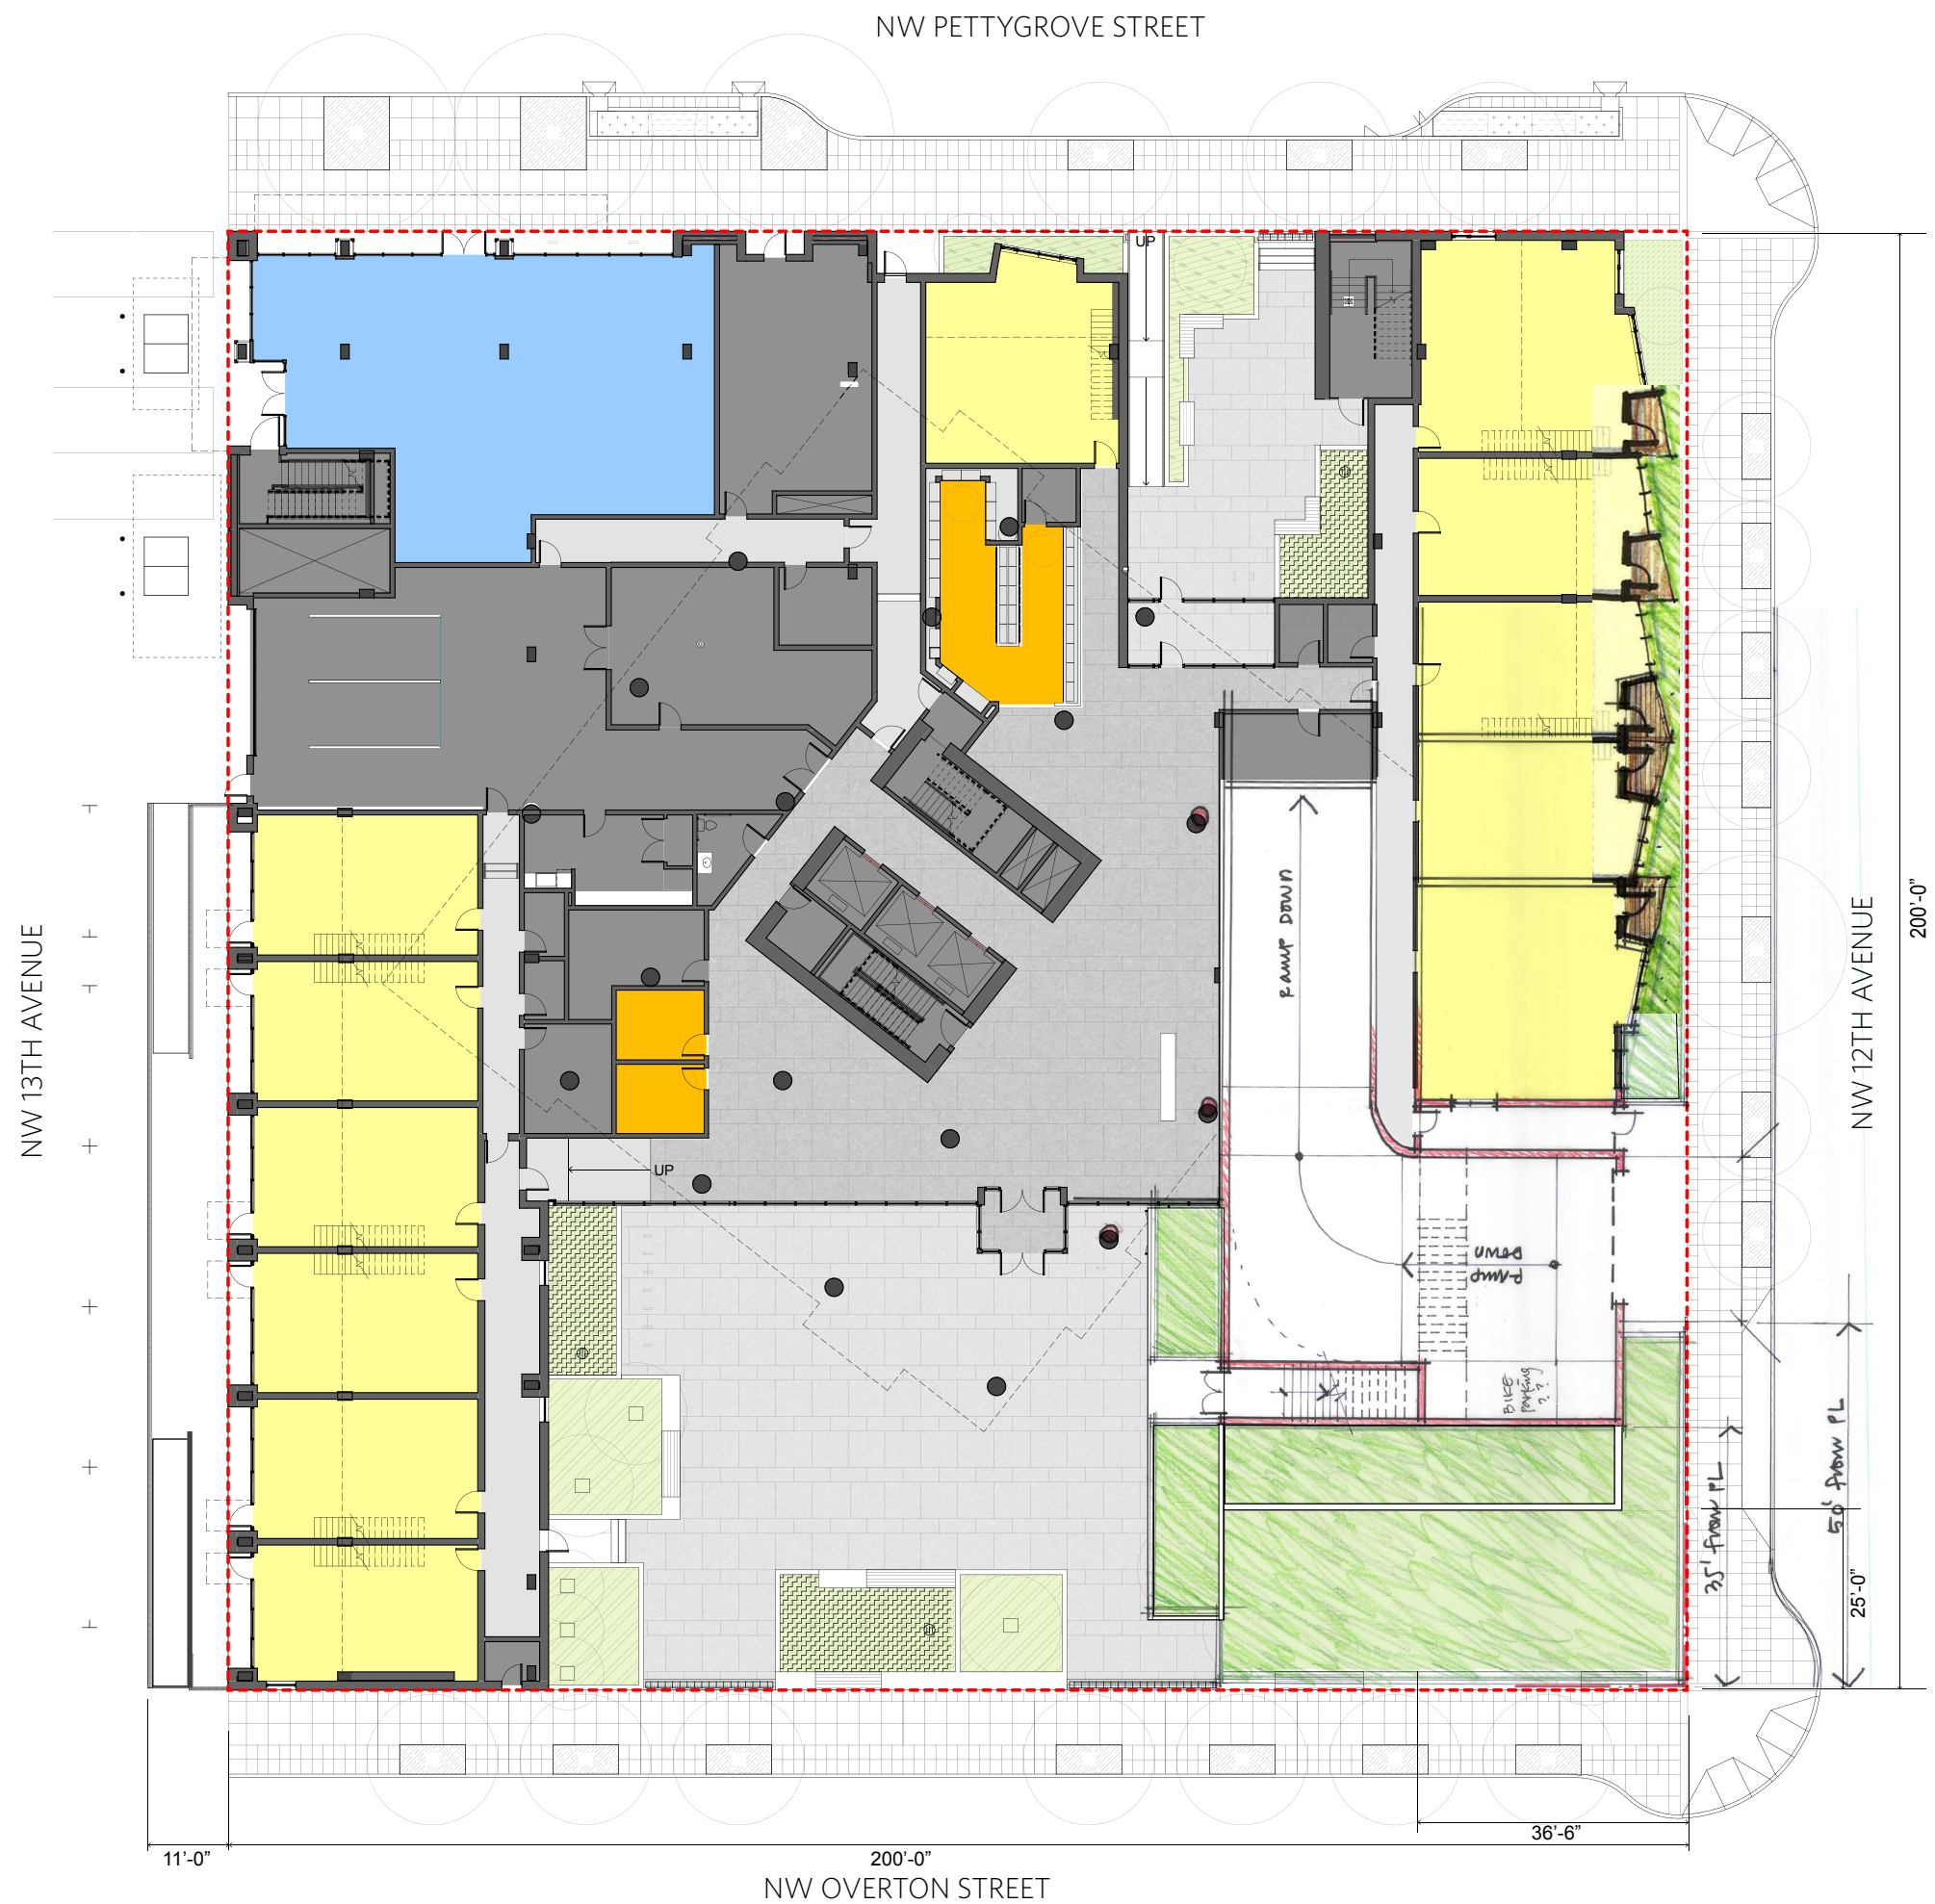 NW PETTYGROVE STREET
UP
RAMP DOWN
NW 13TH AVENUE
NW 12TH AVENUE
200'-0"
UP
RAMP
DOWN
BIKE
Parking
? ?
35' from PL
50' from PL
25'-0"
36'-6"
11'-0"
200'-0"
NW OVERTON STREET